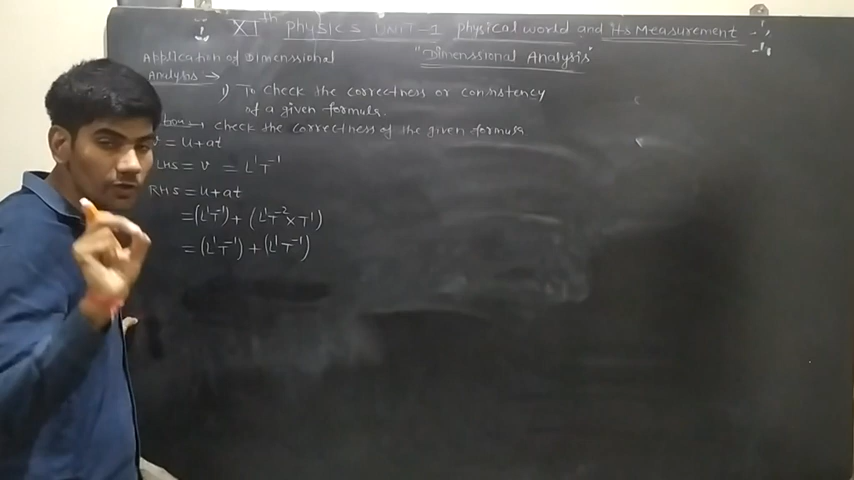 XIth Physics UNIT-1 physical world and its Measurement
Application of Dimenssional "Dimenssional Analysis"
Analysis →
1) To check the correctness or consistency
of a given formula.
check the correctness of the given formula.
V = u+at
LHS = v = L¹T⁻¹
RHS = u+at
= (L¹T⁻¹) + (L¹T⁻² × T¹)
= (L¹T⁻¹) + (L¹T⁻¹)